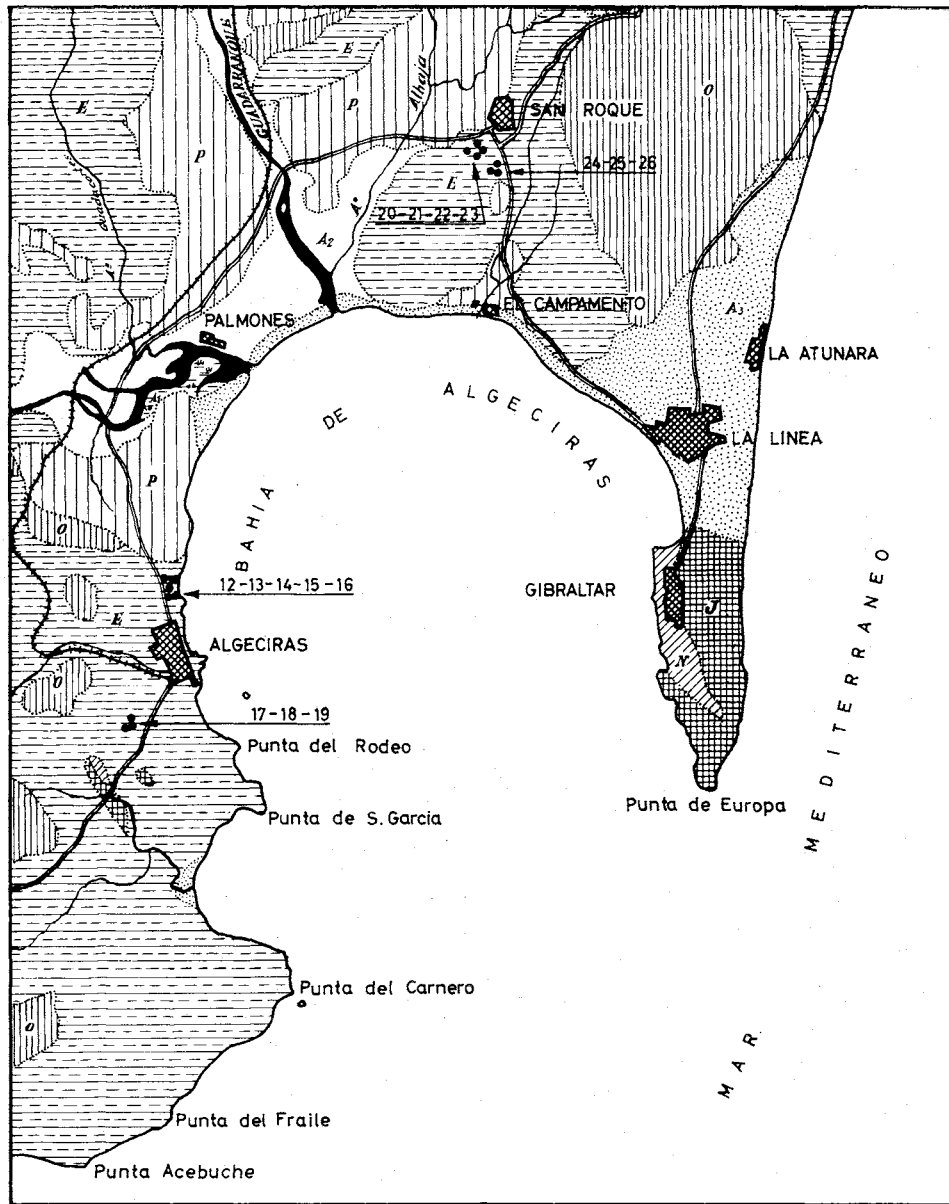 GUADARRANQUE
E
P
Alhaja
O
SAN ROQUE
E
P
E
24-25-26
20-21-22-23
Aº
A2
Aº
EL CAMPAMENTO
A3
PALMONES
LA ATUNARA
BAHIA DE ALGECIRAS
LA LINEA
P
O
12-13-14-15-16
GIBRALTAR
J
E
ALGECIRAS
N
O
17-18-19
Punta del Rodeo
Punta de S. Garcia
Punta de Europa
MAR MEDITERRANEO
Punta del Carnero
O
Punta del Fraile
Punta Acebuche